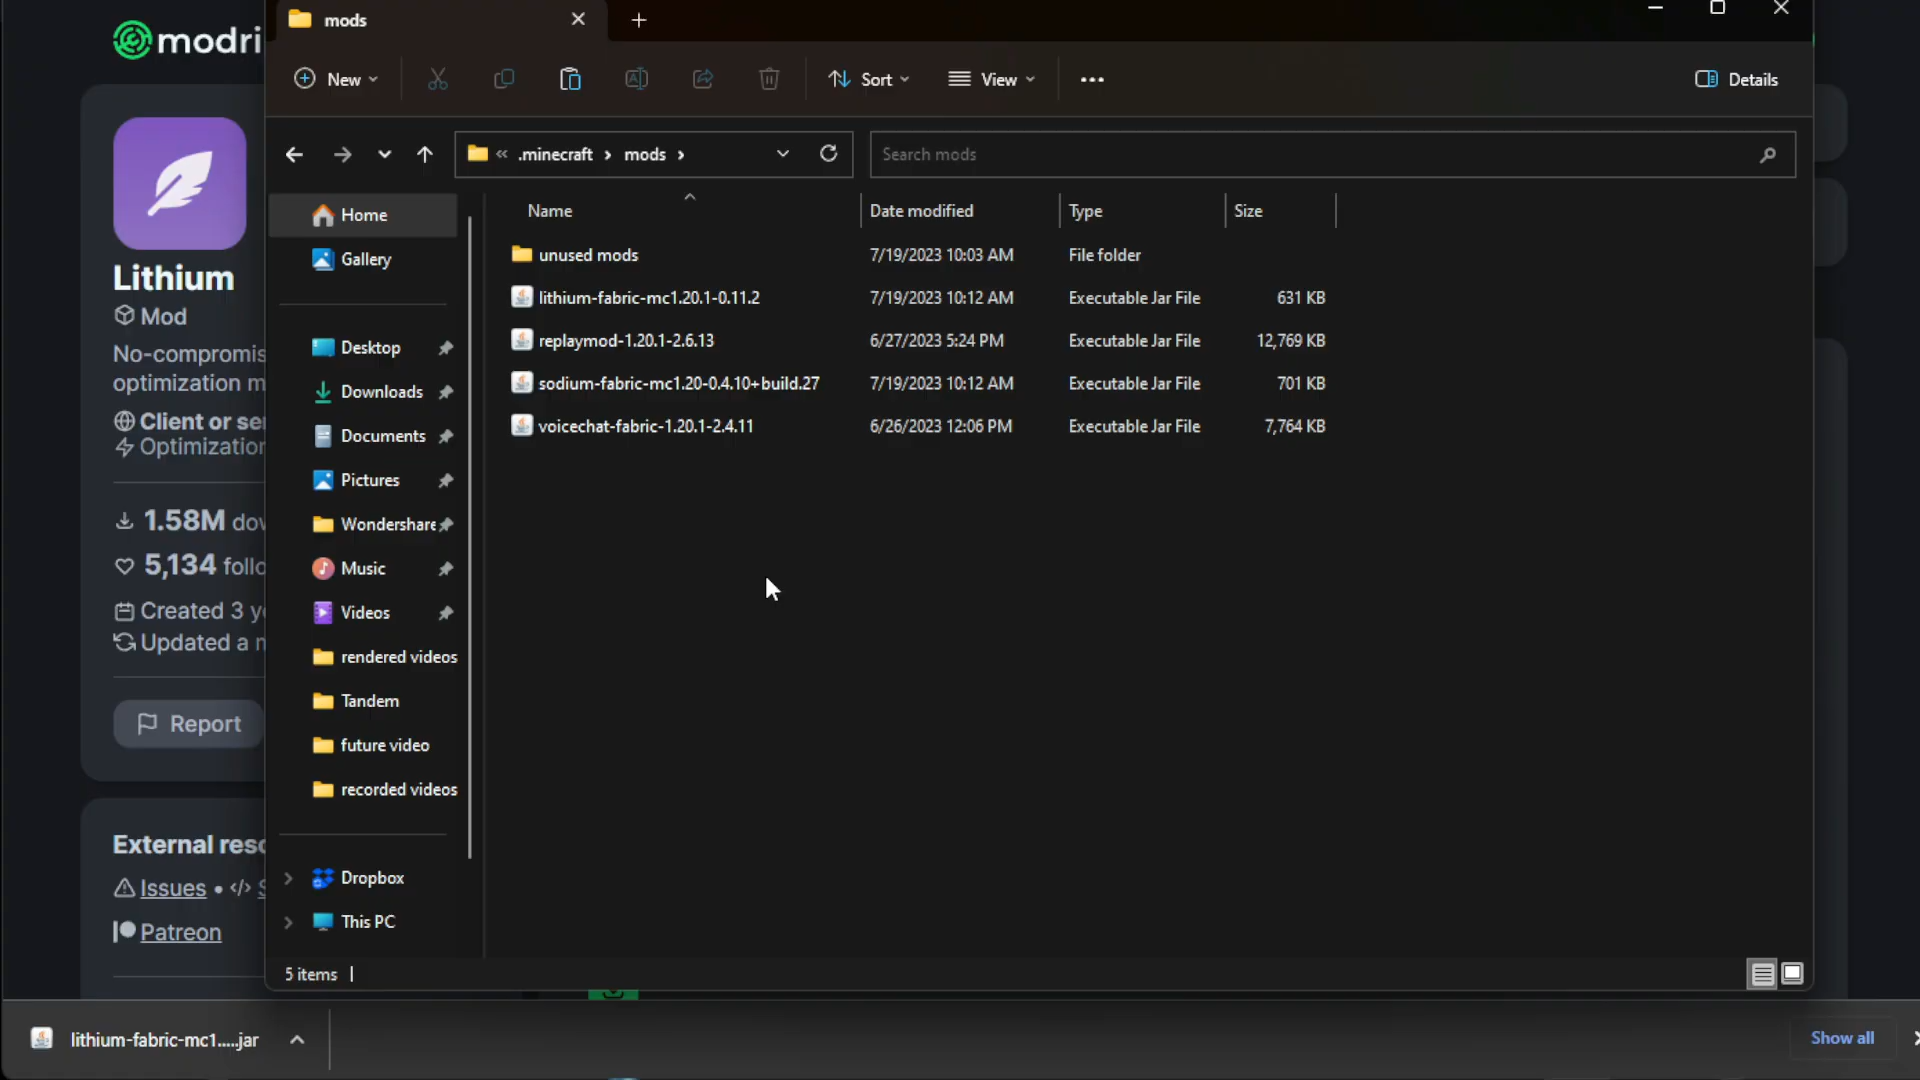 modri
Lithium
Mod
No-compromis
optimization m
Client or se
Optimization
1.58M dov
5,134 follo
Created 3 y
Updated a m
Report
External reso
Issues • </> S
Patreon
mods
New
Sort
View
Details
« .minecraft › mods ›
Search mods
Home
Gallery
Desktop
Downloads
Documents
Pictures
Wondershare
Music
Videos
rendered videos
Tandem
future video
recorded videos
Dropbox
This PC
Name Date modified Type Size
unused mods 7/19/2023 10:03 AM File folder
lithium-fabric-mc1.20.1-0.11.2 7/19/2023 10:12 AM Executable Jar File 631 KB
replaymod-1.20.1-2.6.13 6/27/2023 5:24 PM Executable Jar File 12,769 KB
sodium-fabric-mc1.20-0.4.10+build.27 7/19/2023 10:12 AM Executable Jar File 701 KB
voicechat-fabric-1.20.1-2.4.11 6/26/2023 12:06 PM Executable Jar File 7,764 KB
5 items
lithium-fabric-mc1.....jar
Show all